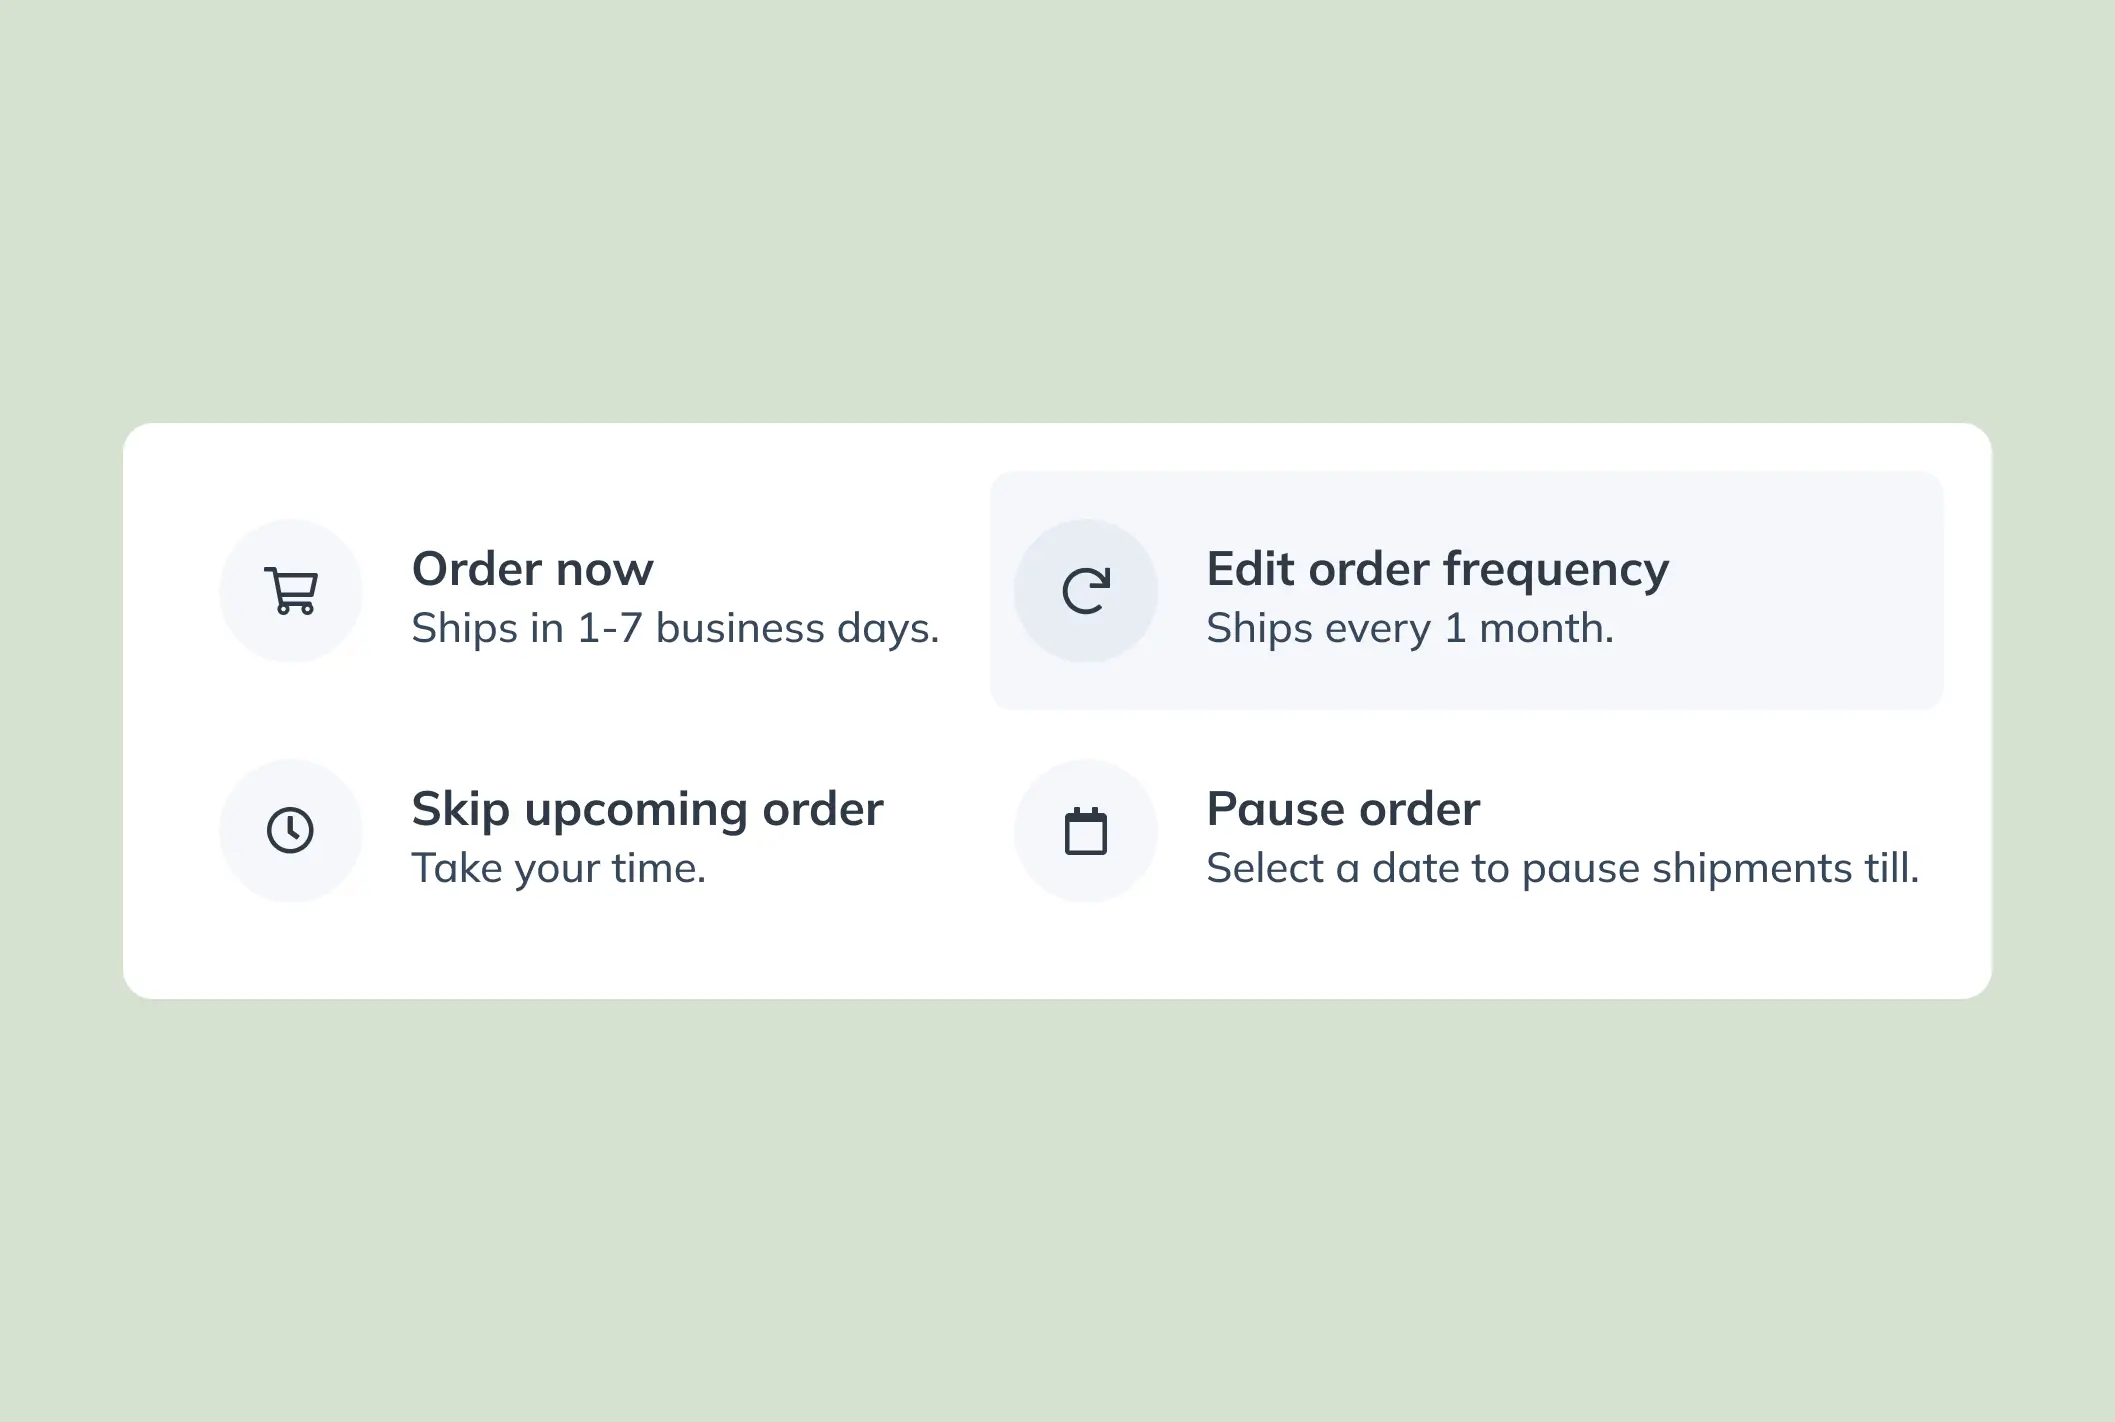 Order now
Ships in 1-7 business days.
Edit order frequency
Ships every 1 month.
Skip upcoming order
Take your time.
Pause order
Select a date to pause shipments till.